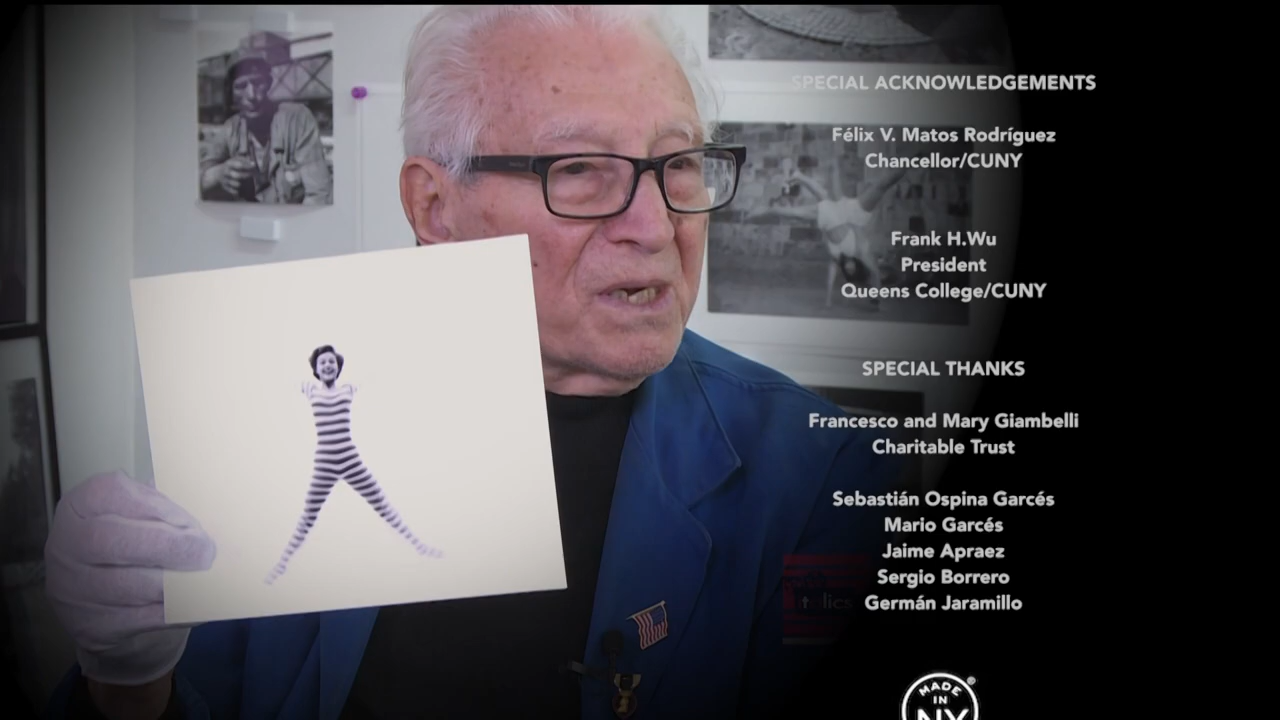 SPECIAL ACKNOWLEDGEMENTS
Félix V. Matos Rodríguez
Chancellor/CUNY
Frank H.Wu
President
Queens College/CUNY
SPECIAL THANKS
Francesco and Mary Giambelli
Charitable Trust
Sebastián Ospina Garcés
Mario Garcés
Jaime Apraez
Sergio Borrero
Germán Jaramillo
MADE
IN
NY
®